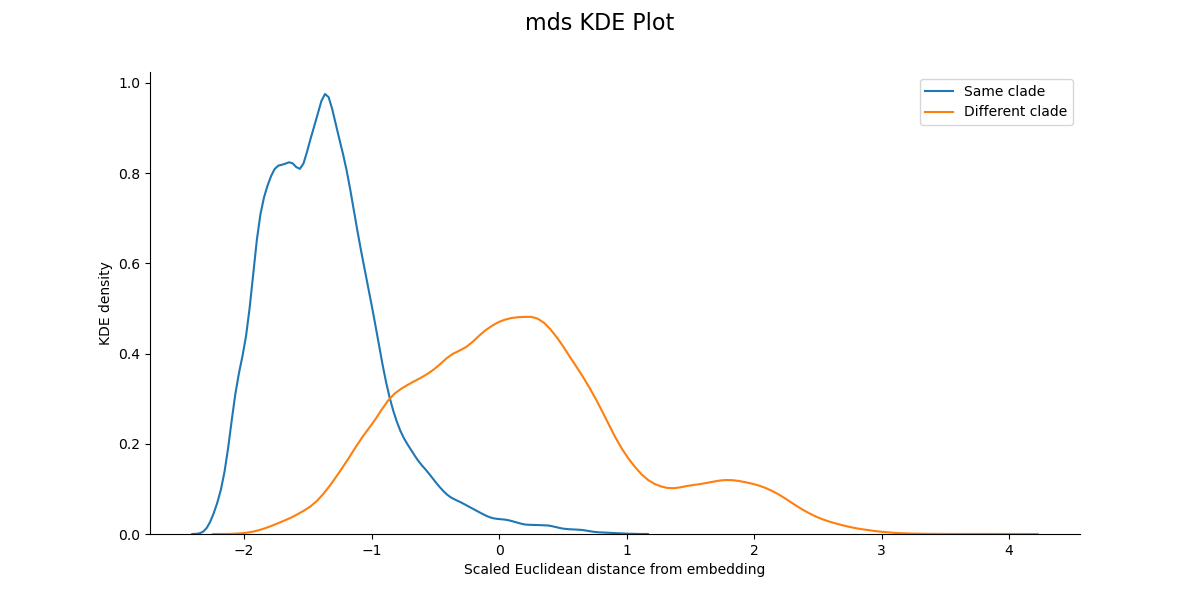 mds KDE Plot
Same clade
Different clade
1.0
0.8
0.6
0.4
0.2
0.0
KDE density
−2
−1
0
1
2
3
4
Scaled Euclidean distance from embedding